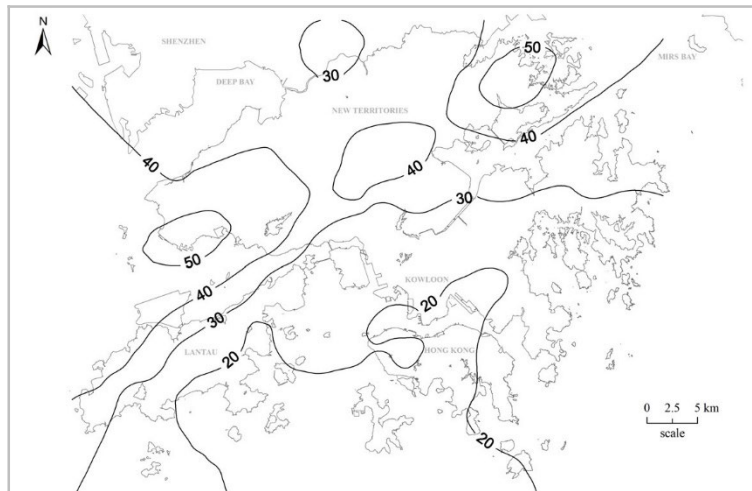 N
SHENZHEN
50
MIRS BAY
DEEP BAY
30
NEW TERRITORIES
40
40
40
30
50
KOWLOON
40
20
30
LANTAU
20
HONG KONG
0 2.5 5 km
scale
20